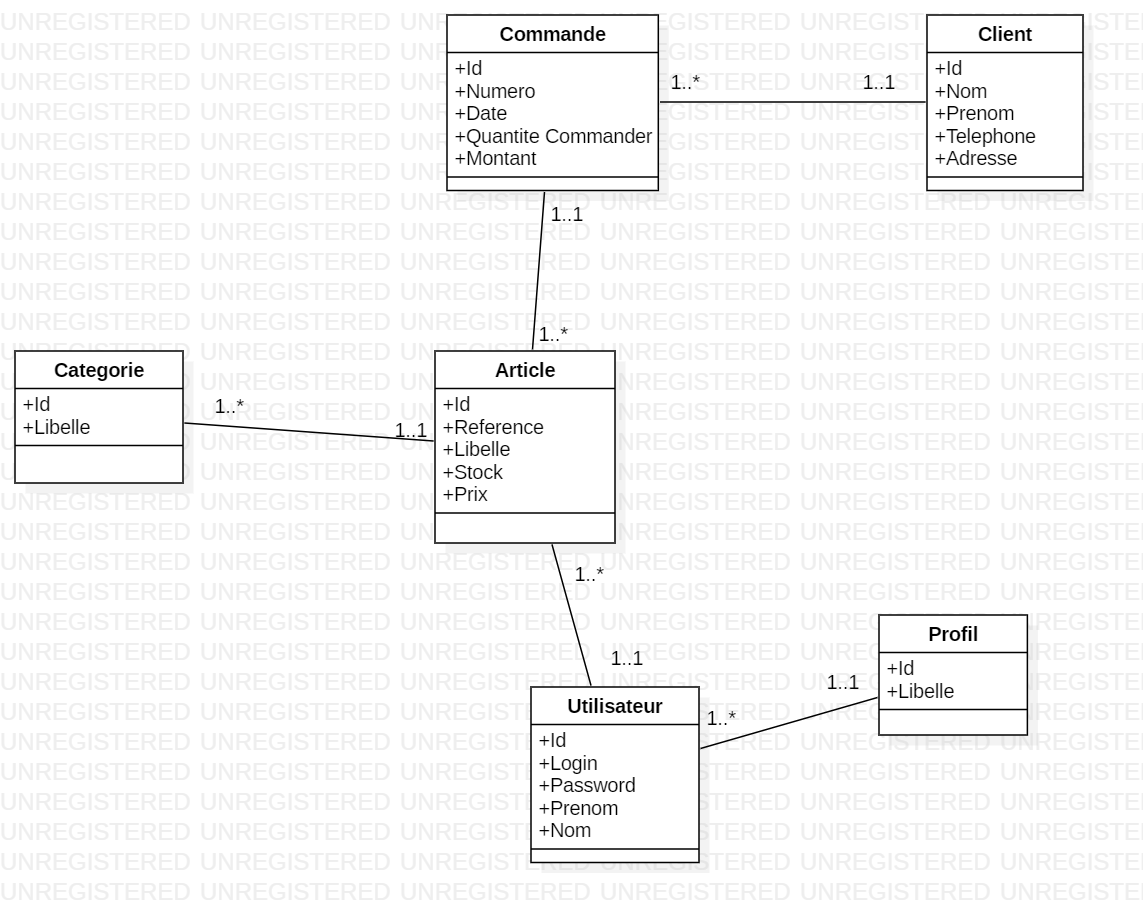 Commande
+Id
+Numero
+Date
+Quantite Commander
+Montant
1..*
1..1
Client
+Id
+Nom
+Prenom
+Telephone
+Adresse
1..1
1..*
Categorie
+Id
+Libelle
1..*
1..1
Article
+Id
+Reference
+Libelle
+Stock
+Prix
1..*
1..1
Utilisateur
+Id
+Login
+Password
+Prenom
+Nom
1..*
1..1
Profil
+Id
+Libelle
UNREGISTERED